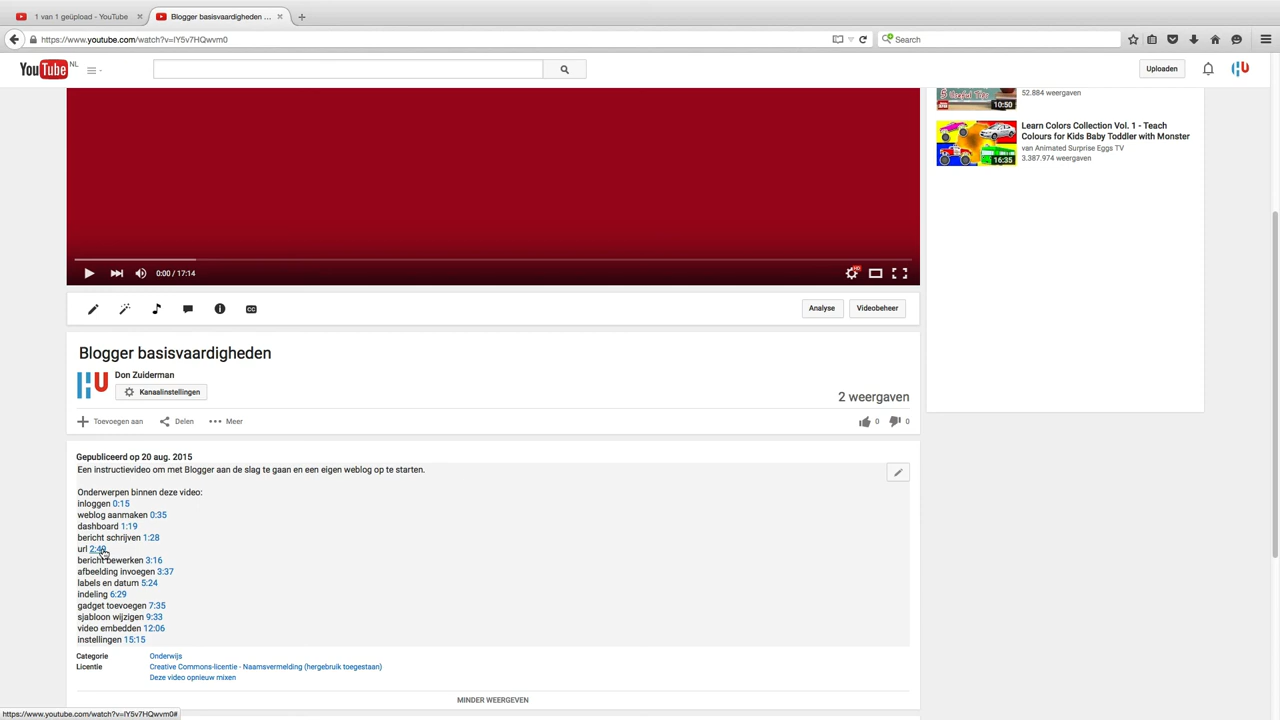 1 van 1 geüpload - YouTube
Blogger basisvaardigheden ...
https://www.youtube.com/watch?v=IY5v7HQwvm0
Search
YouTube NL
Uploaden
5 Useful Tips
10:50
52.884 weergaven
Learn Colors Collection Vol. 1 - Teach
Colours for Kids Baby Toddler with Monster
van Animated Surprise Eggs TV
3.387.974 weergaven
16:35
0:00 / 17:14
HD
CC
Analyse
Videobeheer
Blogger basisvaardigheden
Don Zuiderman
HU
Kanaalinstellingen
2 weergaven
Toevoegen aan
Delen
Meer
0
0
Gepubliceerd op 20 aug. 2015
Een instructievideo om met Blogger aan de slag te gaan en een eigen weblog op te starten.
Onderwerpen binnen deze video:
inloggen 0:15
weblog aanmaken 0:35
dashboard 1:19
bericht schrijven 1:28
url
bericht bewerken 3:16
afbeelding invoegen 3:37
labels en datum 5:24
indeling 6:29
gadget toevoegen 7:35
sjabloon wijzigen 9:33
video embedden 12:06
instellingen 15:15
Categorie
Onderwijs
Licentie
Creative Commons-licentie - Naamsvermelding (hergebruik toegestaan)
Deze video opnieuw mixen
MINDER WEERGEVEN
https://www.youtube.com/watch?v=IY5v7HQwvm0#